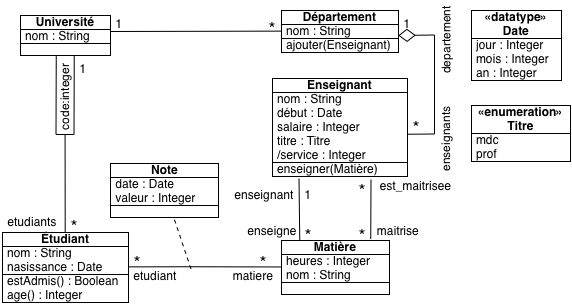 Université
nom : String
1
*
Département
nom : String
ajouter(Enseignant)
1
departement
«datatype»
Date
jour : Integer
mois : Integer
an : Integer
code:integer
1
Enseignant
nom : String
début : Date
salaire : Integer
titre : Titre
/service : Integer
enseigner(Matière)
*
enseignants
«enumeration»
Titre
mdc
prof
Note
date : Date
valeur : Integer
enseignant
1
*
est_maitrisee
etudiants
*
enseigne
*
*
maitrise
Étudiant
nom : String
nasissance : Date
estAdmis() : Boolean
age() : Integer
*
etudiant
*
matiere
Matière
heures : Integer
nom : String